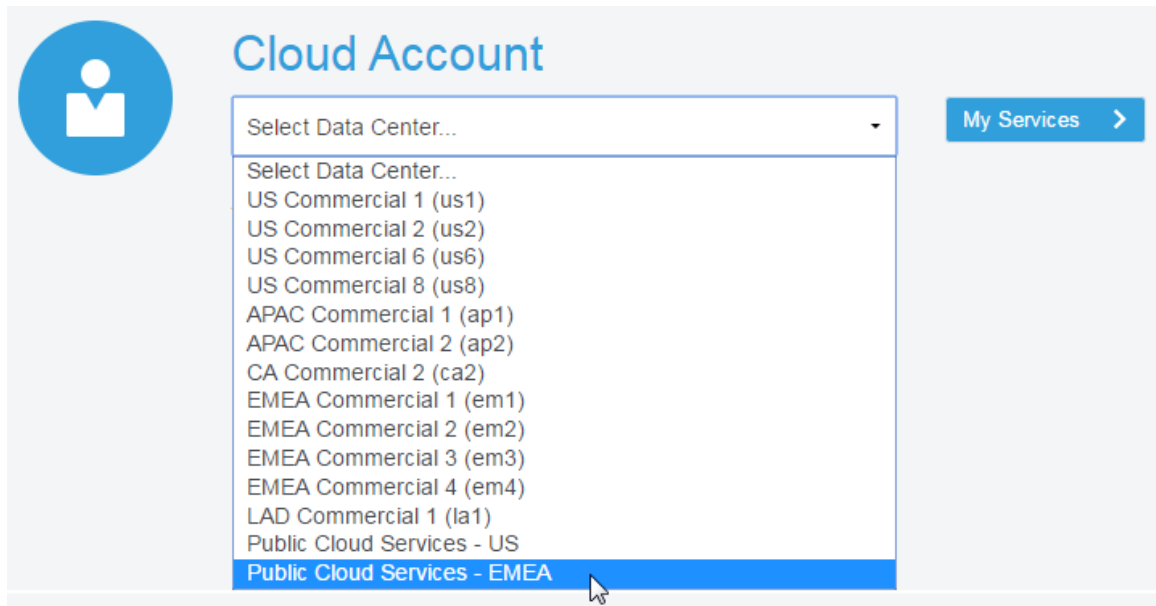 Cloud Account
Select Data Center...
My Services
Select Data Center...
US Commercial 1 (us1)
US Commercial 2 (us2)
US Commercial 6 (us6)
US Commercial 8 (us8)
APAC Commercial 1 (ap1)
APAC Commercial 2 (ap2)
CA Commercial 2 (ca2)
EMEA Commercial 1 (em1)
EMEA Commercial 2 (em2)
EMEA Commercial 3 (em3)
EMEA Commercial 4 (em4)
LAD Commercial 1 (la1)
Public Cloud Services - US
Public Cloud Services - EMEA